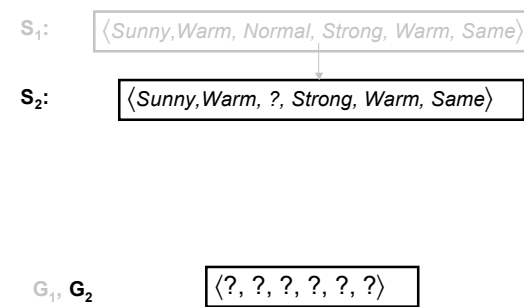 S₁: ⟨Sunny,Warm, Normal, Strong, Warm, Same⟩
S₂: ⟨Sunny,Warm, ?, Strong, Warm, Same⟩
G₁, G₂ ⟨?, ?, ?, ?, ?, ?⟩